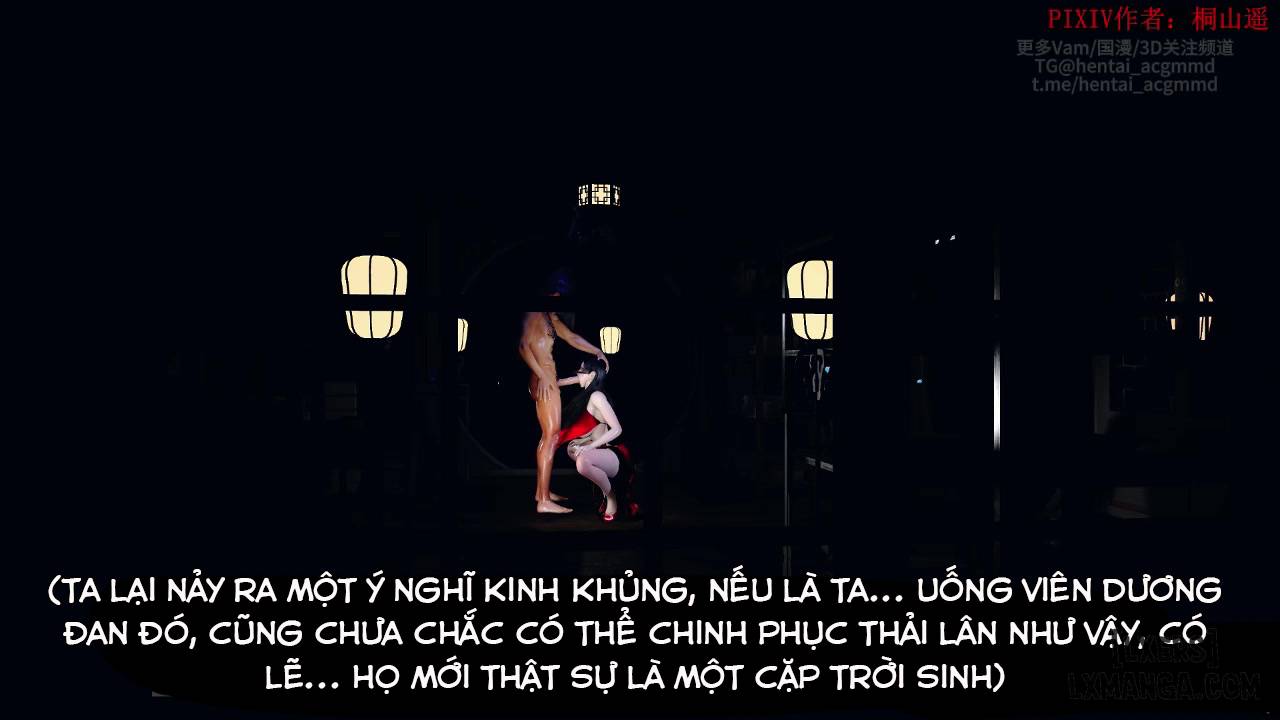 PIXIV作者：桐山遥
更多Vam/国漫/3D关注频道
TG@hentai_acgmmd
t.me/hentai_acgmmd
(TA LẠI NẢY RA MỘT Ý NGHĨ KINH KHỦNG, NẾU LÀ TA... UỐNG VIÊN DƯƠNG
ĐAN ĐÓ, CŨNG CHƯA CHẮC CÓ THỂ CHINH PHỤC THẢI LÂN NHƯ VẬY, CÓ
LẼ... HỌ MỚI THẬT SỰ LÀ MỘT CẶP TRỜI SINH)
[LXERS]
LXMANGA.COM